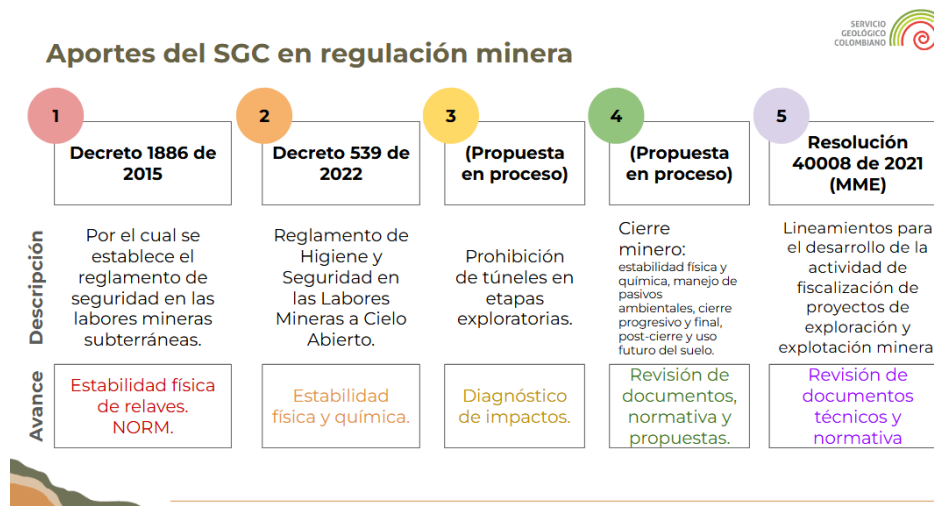 SERVICIO
GEOLÓGICO
COLOMBIANO
Aportes del SGC en regulación minera
1
2
3
4
5
Decreto 1886 de
2015
Decreto 539 de
2022
(Propuesta
en proceso)
(Propuesta
en proceso)
Resolución
40008 de 2021
(MME)
Descripción
Por el cual se
establece el
reglamento de
seguridad en las
labores mineras
subterráneas.
Reglamento de
Higiene y
Seguridad en
las Labores
Mineras a Cielo
Abierto.
Prohibición
de túneles en
etapas
exploratorias.
Cierre
minero:
estabilidad física y
química, manejo de
pasivos
ambientales, cierre
progresivo y final,
post-cierre y uso
futuro del suelo.
Lineamientos para
el desarrollo de la
actividad de
fiscalización de
proyectos de
exploración y
explotación minera
Avance
Estabilidad física
de relaves.
NORM.
Estabilidad
física y química.
Diagnóstico
de impactos.
Revisión de
documentos,
normativa y
propuestas.
Revisión de
documentos
técnicos y
normativa